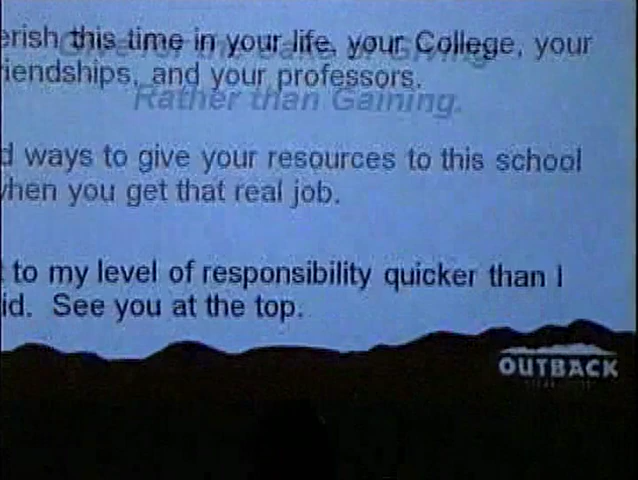 erish this time in your life, your College, your
iendships, and your professors.
Rather than Gaining.
d ways to give your resources to this school
when you get that real job.
to my level of responsibility quicker than I
id. See you at the top.
OUTBACK